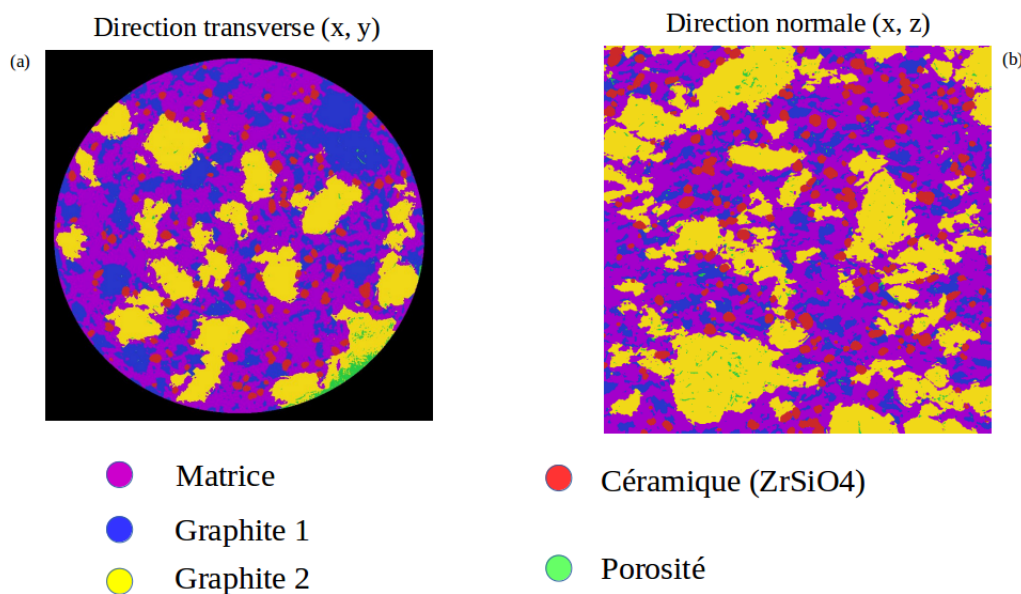 Direction transverse (x, y)
Direction normale (x, z)
(a)
(b)
Matrice
Céramique (ZrSiO4)
Graphite 1
Graphite 2
Porosité